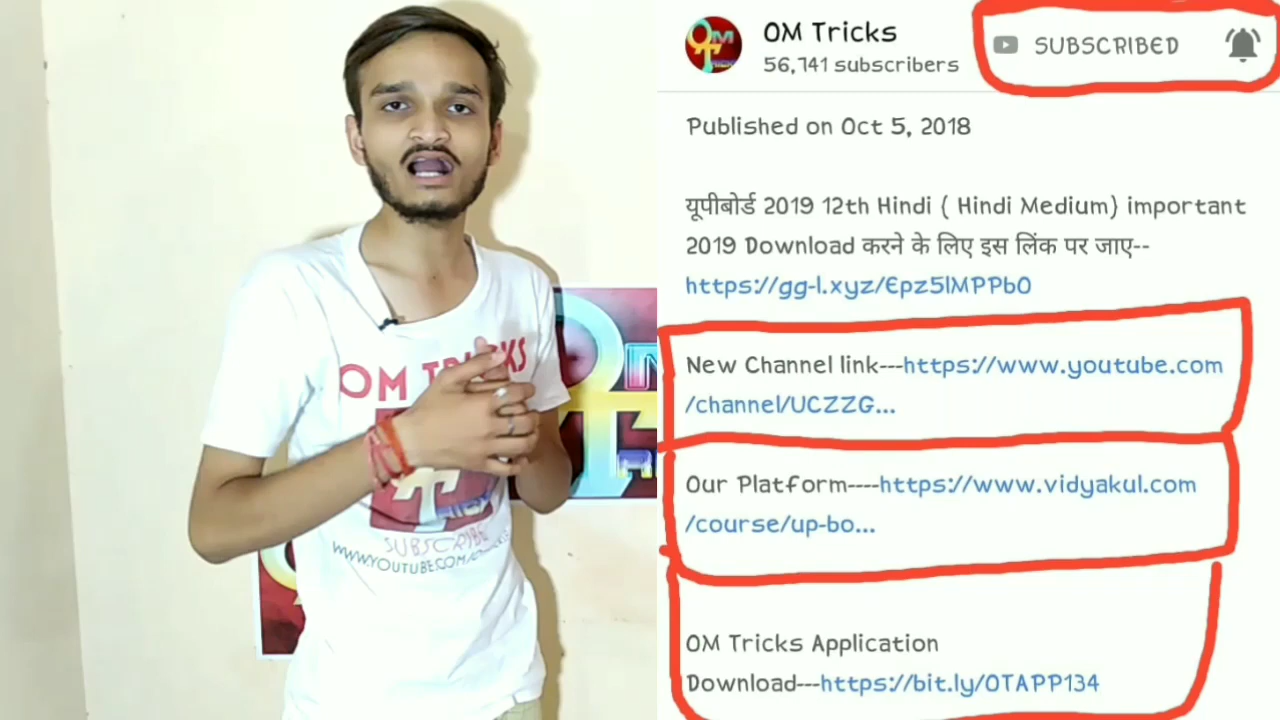 OM Tricks
56,741 subscribers
SUBSCRIBED
Published on Oct 5, 2018
यूपीबोर्ड 2019 12th Hindi ( Hindi Medium) important
2019 Download करने के लिए इस लिंक पर जाए--
https://gg-l.xyz/Epz5lMPPbO
New Channel link---https://www.youtube.com
/channel/UCZZG...
Our Platform----https://www.vidyakul.com
/course/up-bo...
OM Tricks Application
Download---https://bit.ly/OTAPP134
OM TRICKS
SUBSCRIBE